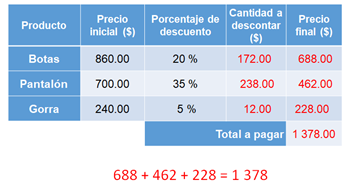 Producto Precio inicial ($) Porcentaje de descuento Cantidad a descontar ($) Precio final ($)
Botas 860.00 20 % 172.00 688.00
Pantalón 700.00 35 % 238.00 462.00
Gorra 240.00 5 % 12.00 228.00
Total a pagar 1 378.00
688 + 462 + 228 = 1 378